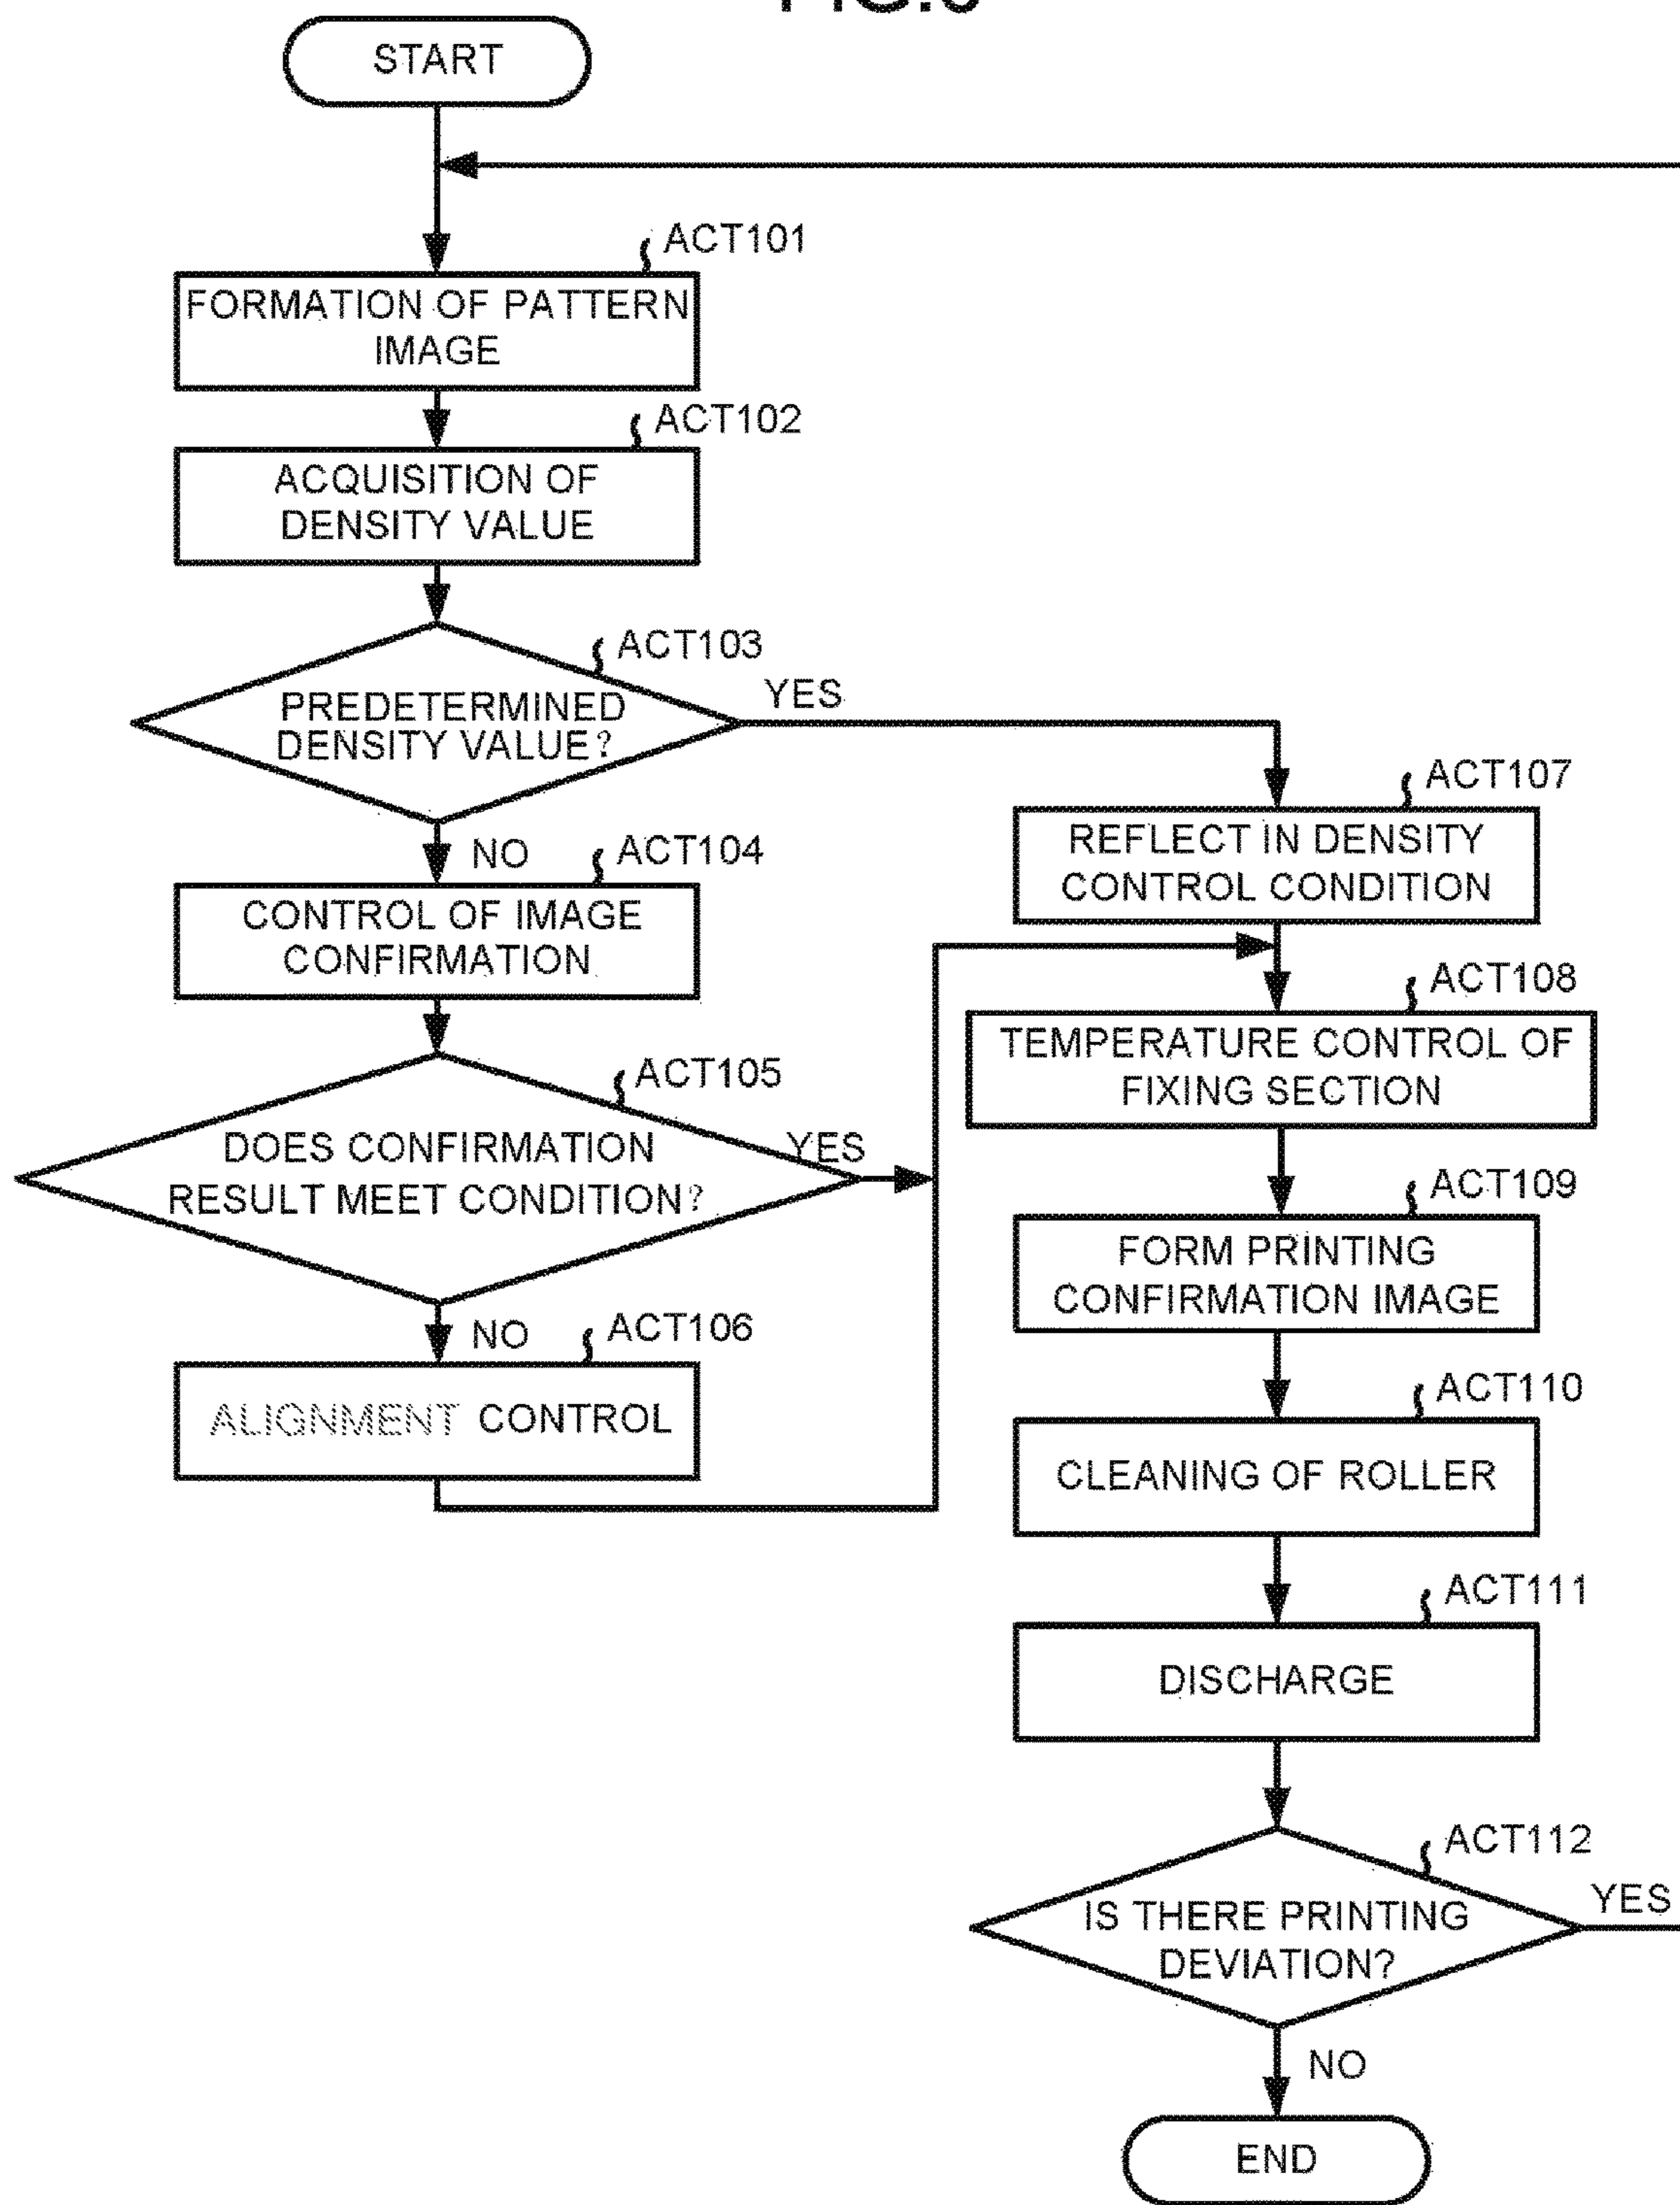 START
ACT101
FORMATION OF PATTERN
IMAGE
ACT102
ACQUISITION OF
DENSITY VALUE
ACT103
PREDETERMINED
DENSITY VALUE?
YES
NO
ACT104
CONTROL OF IMAGE
CONFIRMATION
ACT105
DOES CONFIRMATION
RESULT MEET CONDITION?
YES
NO
ACT106
ALIGNMENT CONTROL
ACT107
REFLECT IN DENSITY
CONTROL CONDITION
ACT108
TEMPERATURE CONTROL OF
FIXING SECTION
ACT109
FORM PRINTING
CONFIRMATION IMAGE
ACT110
CLEANING OF ROLLER
ACT111
DISCHARGE
ACT112
IS THERE PRINTING
DEVIATION?
YES
NO
END